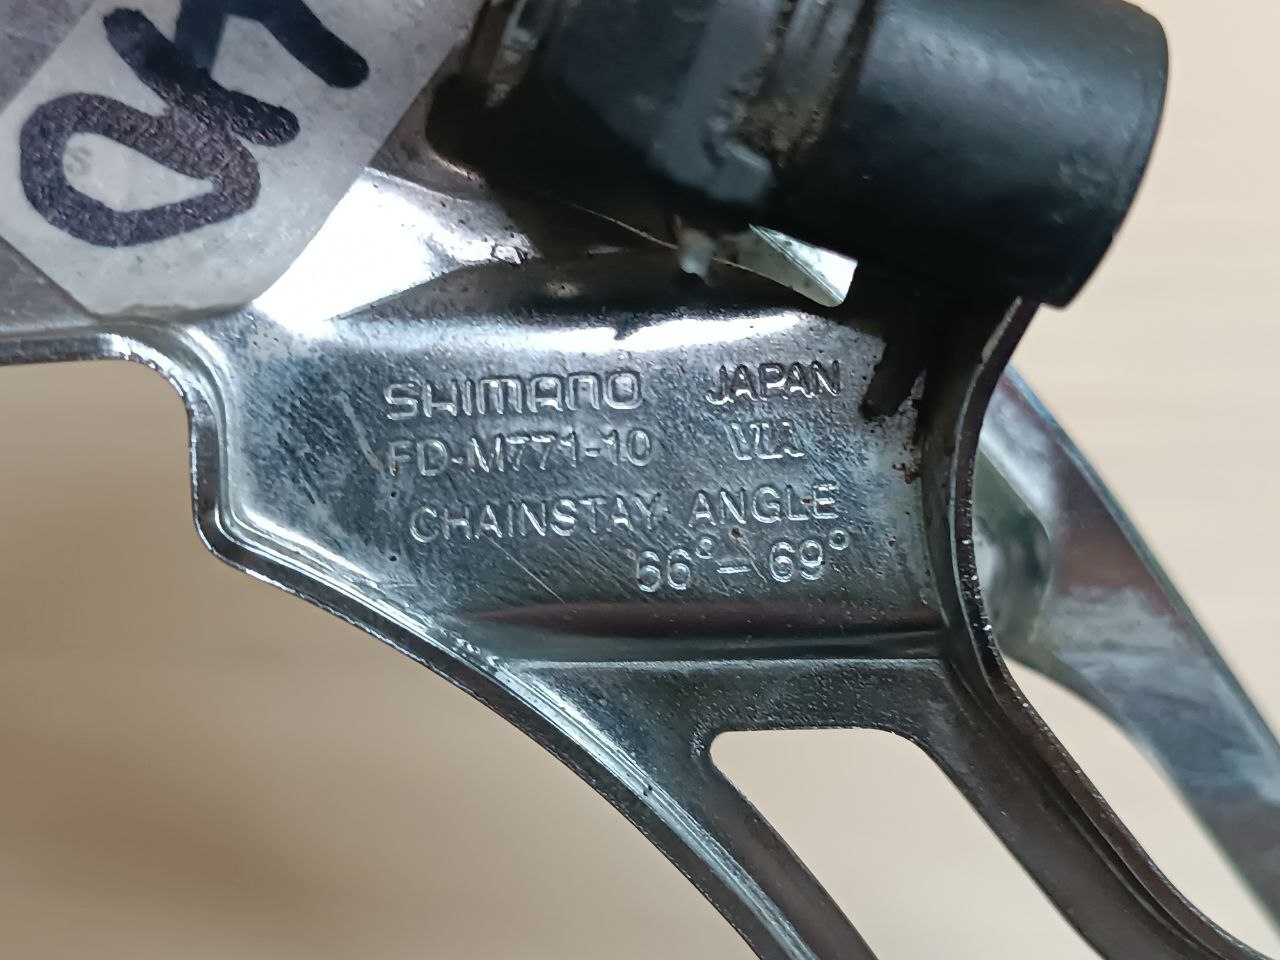 SHIMANO JAPAN
FD-M771-10
CHAINSTAY ANGLE
66°-69°